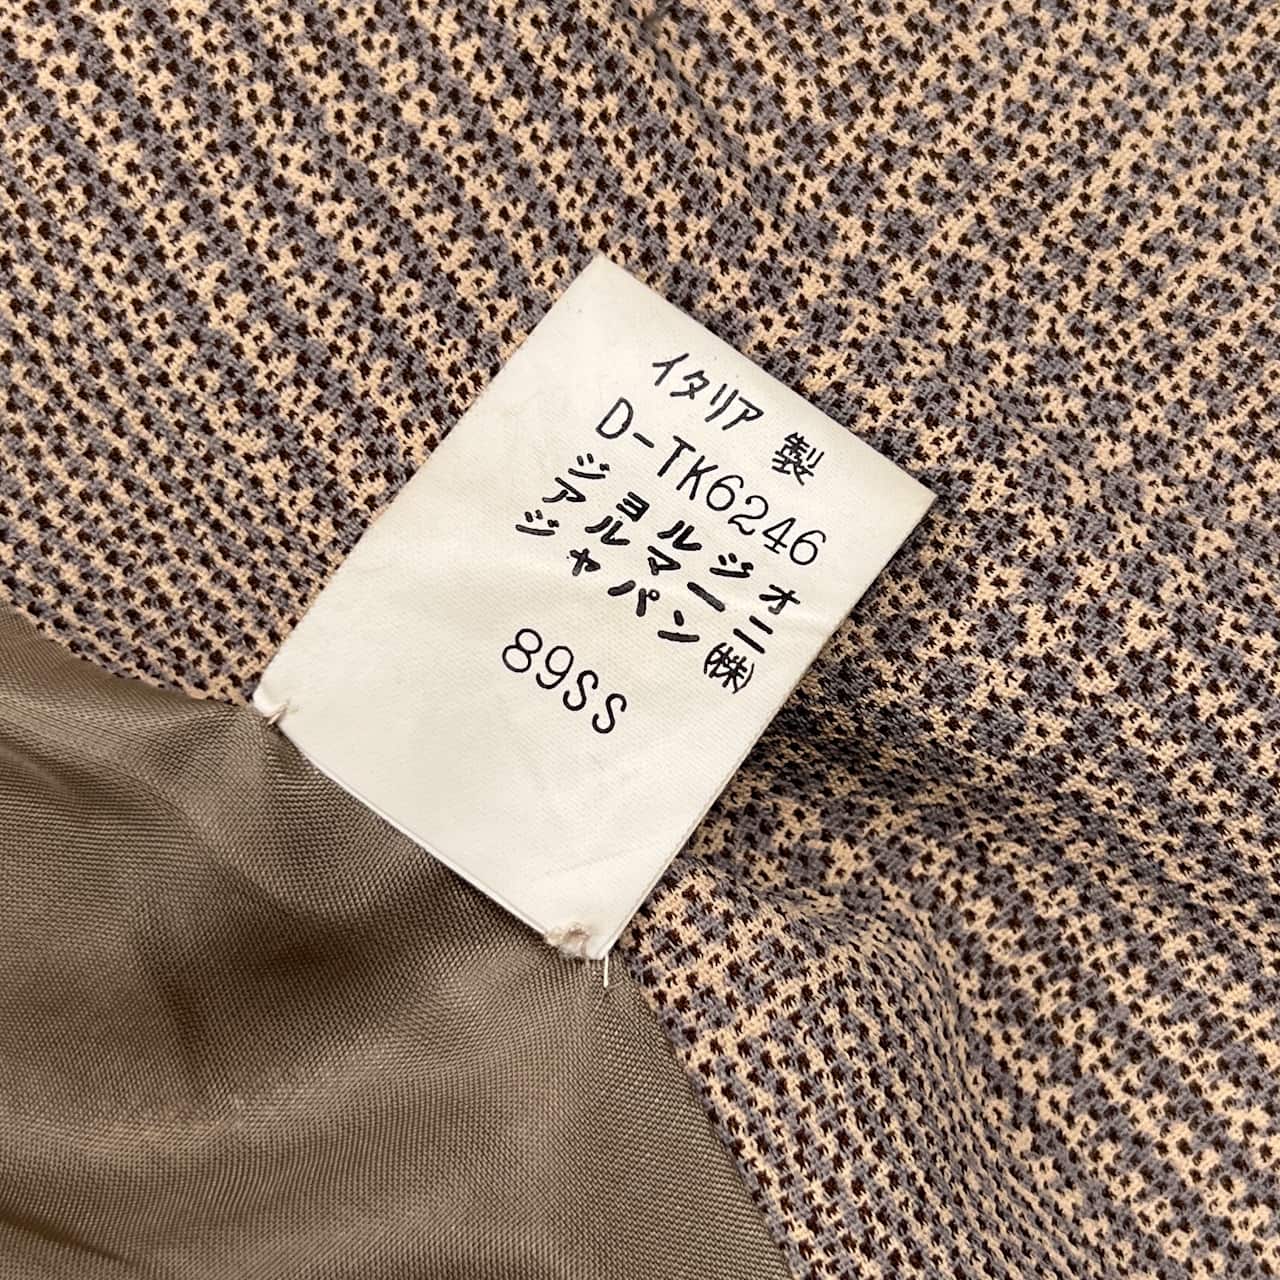 イタリア 製
D-TK6246
ジョルジオ
アルマーニ
ジャパン(株)
89SS